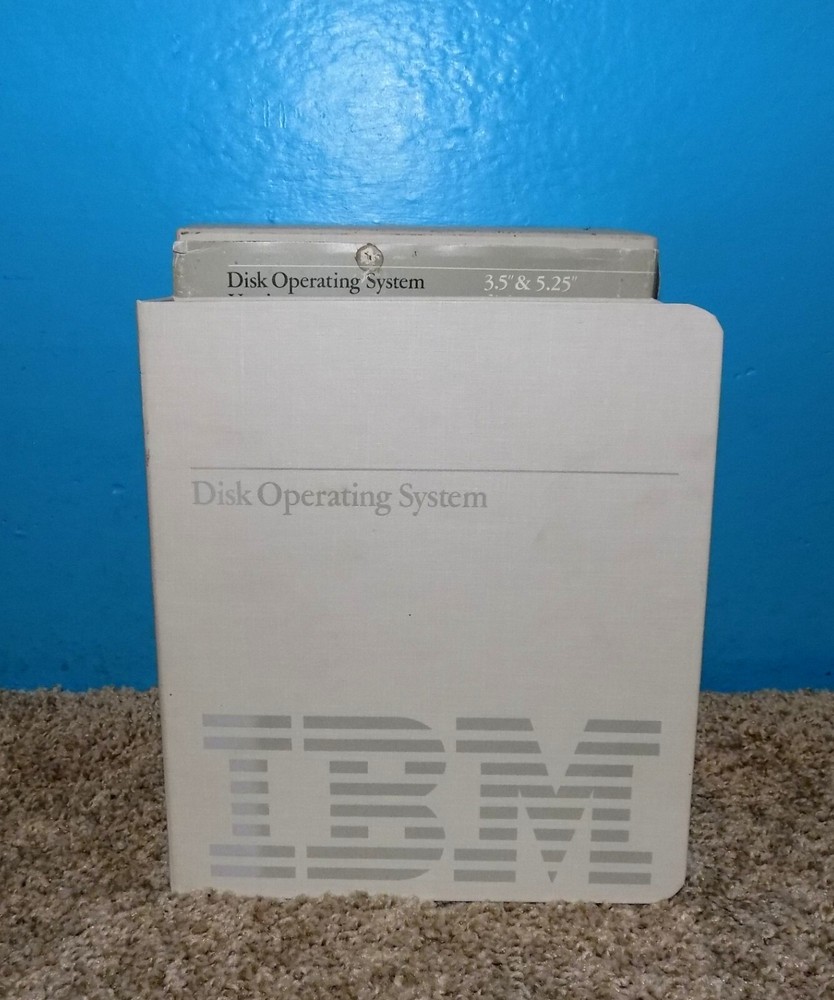 Disk Operating System 3.5" & 5.25"
Disk Operating System
IBM